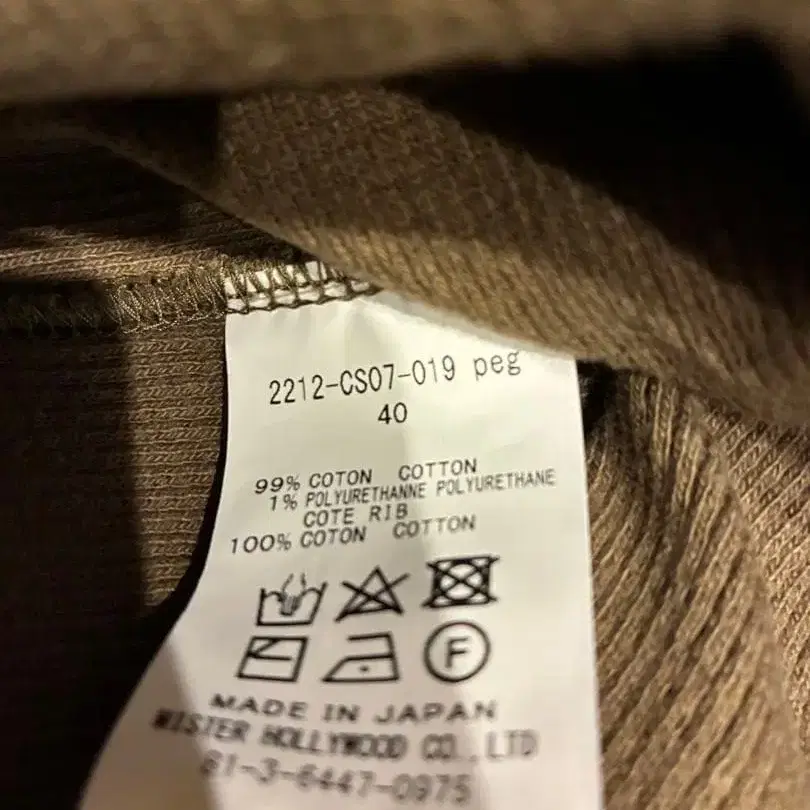 2212-CS07-019 peg
40
99% COTON COTTON
1% POLYURETHANNE POLYURETHANE
COTE RIB
100% COTON COTTON
F
MADE IN JAPAN
MISTER HOLLYWOOD CO.,LTD
81-3-6447-0975